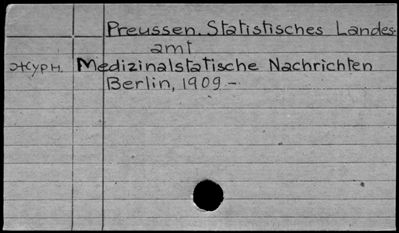 Preussen. Statistisches Landes-
amt
журн. Medizinalstatische Nachrichten
Berlin, 1909 –